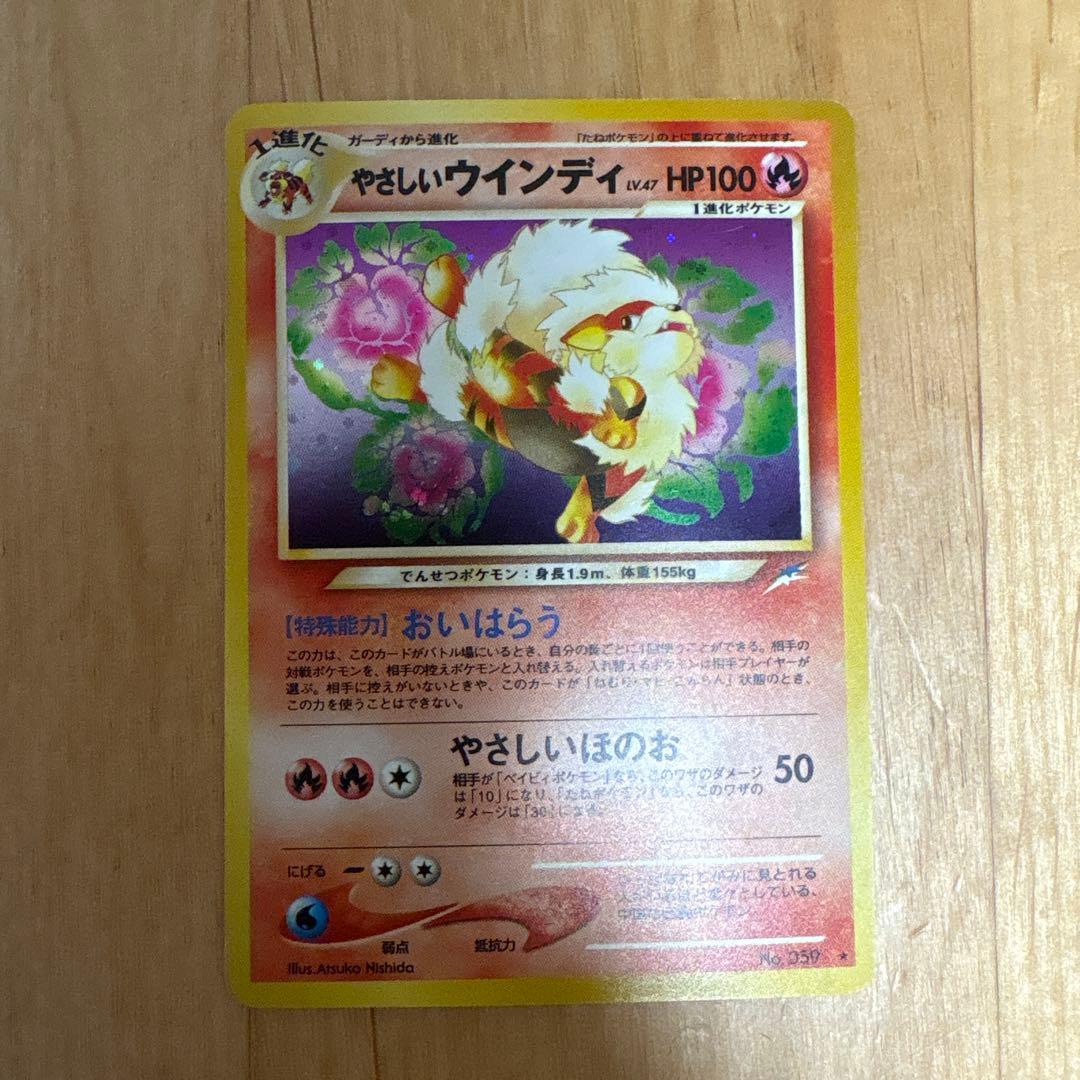 1進化
ガーディから進化
「たねポケモン」の上に重ねて進化させます。
やさしいウインディ LV.47 HP100
1進化ポケモン
でんせつポケモン：身長1.9m、体重155kg
【特殊能力】おいはらう
この力は、このカードがバトル場にいるとき、自分の番ごとに1回使うことができる。相手の
対戦ポケモンを、相手の控えポケモンと入れ替える。入れ替えるポケモンは相手プレイヤーが
選ぶ。相手に控えがいないときや、このカードが「ねむり・マヒ・こんらん」状態のとき、
この力を使うことはできない。
やさしいほのお 50
相手が「ベイビィポケモン」なら、このワザのダメージ
は「10」になり、「たねポケモン」なら、このワザの
ダメージは「30」になる。
にげる
に見とれる
としている、
弱点 抵抗力
Illus.Atsuko Nishida
No. 059 ★